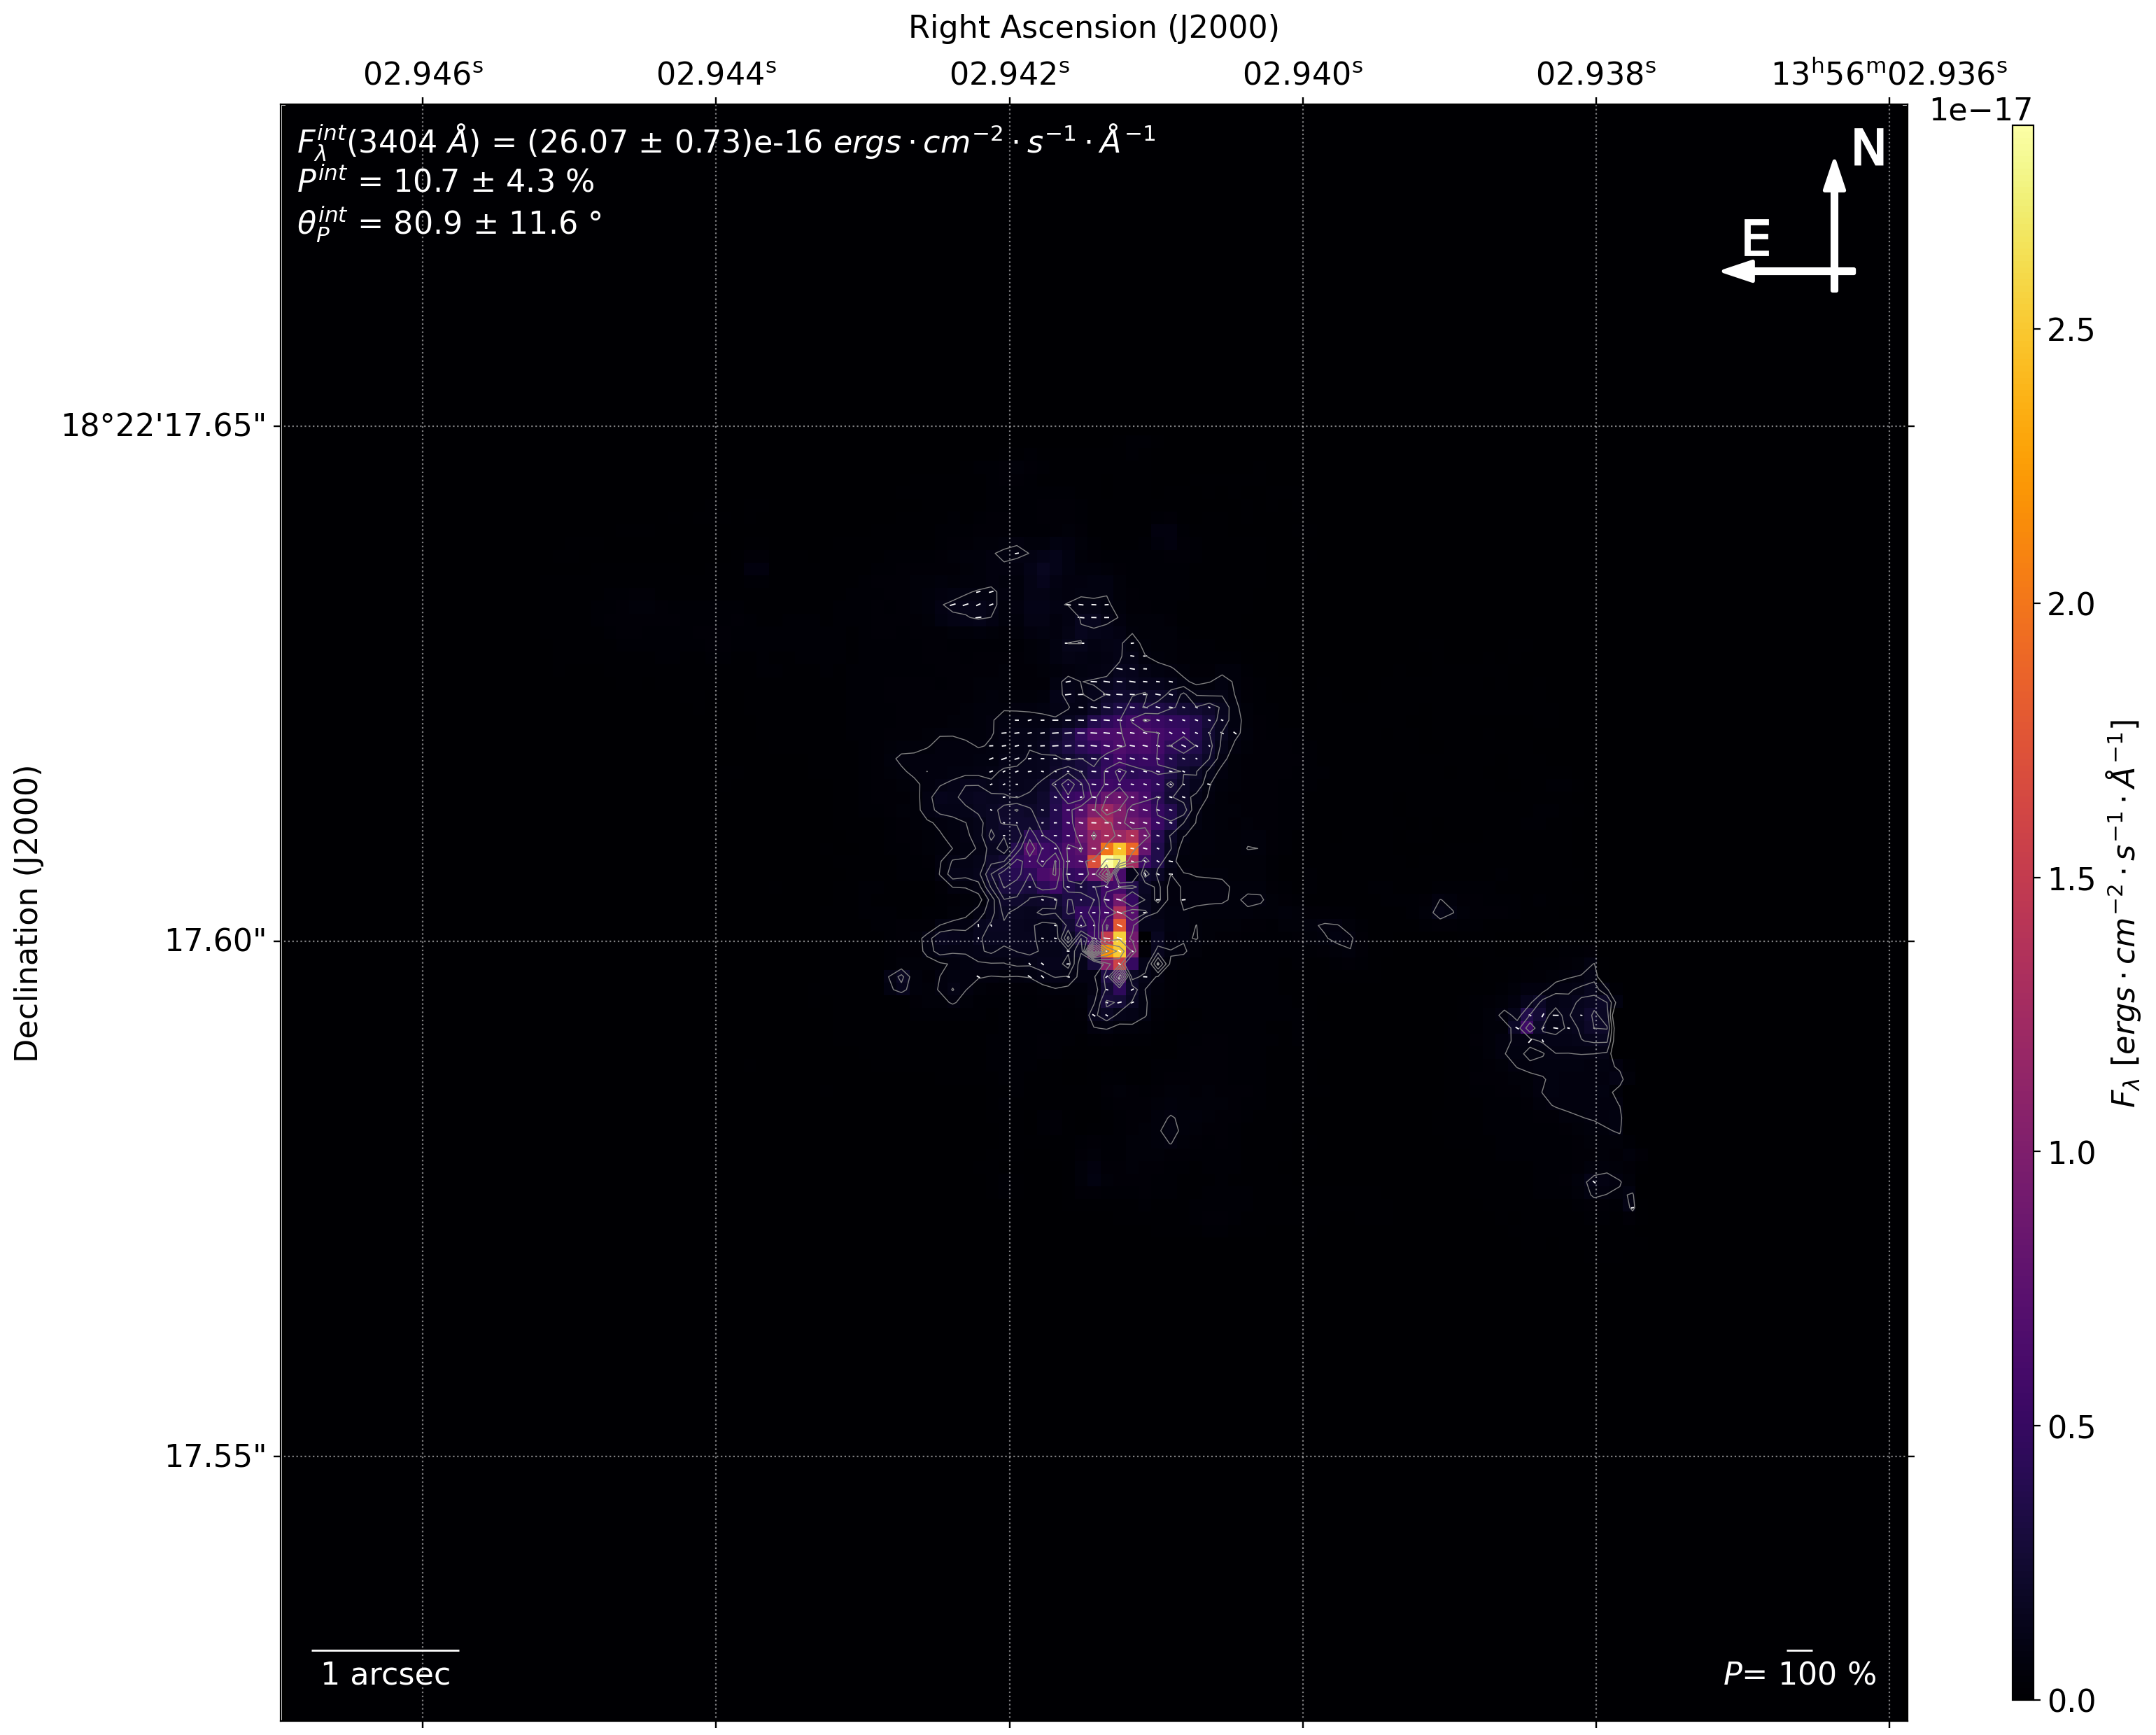 Right Ascension (J2000)
02.946ˢ 02.944ˢ 02.942ˢ 02.940ˢ 02.938ˢ 13ʰ56ᵐ02.936ˢ
1e−17
F_λ^int(3404 Å) = (26.07 ± 0.73)e-16 ergs · cm⁻² · s⁻¹ · Å⁻¹
P^int = 10.7 ± 4.3 %
θ_P^int = 80.9 ± 11.6 °
N
E
18°22'17.65"
17.60"
17.55"
Declination (J2000)
1 arcsec
P= 100 %
2.5
2.0
1.5
1.0
0.5
0.0
F_λ [ergs · cm⁻² · s⁻¹ · Å⁻¹]